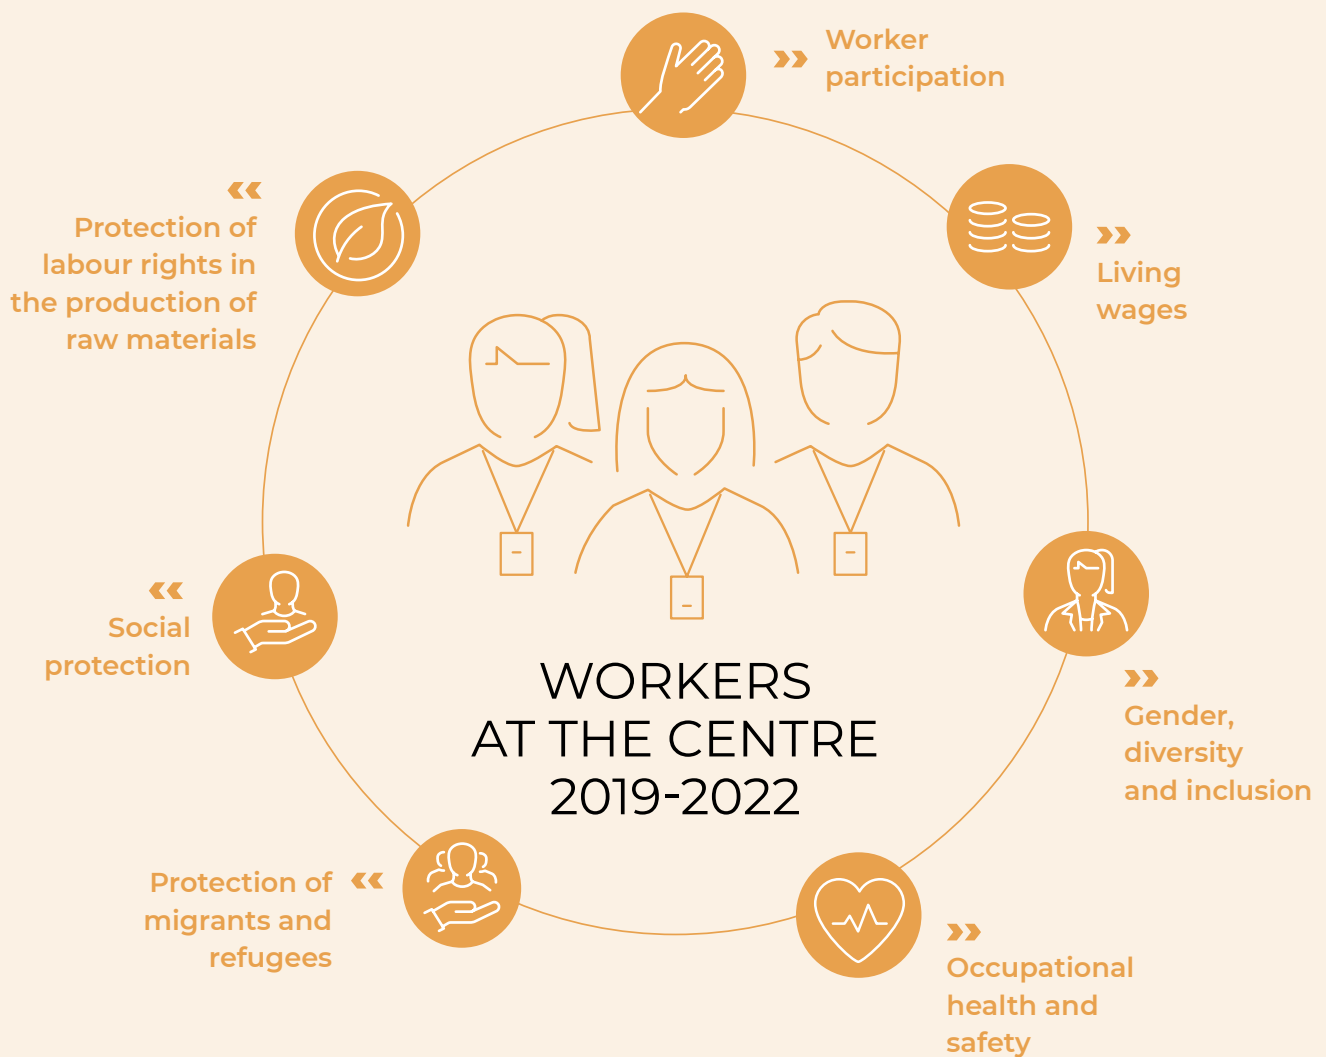 Worker
participation
Living
wages
Gender,
diversity
and inclusion
Occupational
health and
safety
Protection of
migrants and
refugees
Social
protection
Protection of
labour rights in
the production of
raw materials
WORKERS
AT THE CENTRE
2019-2022